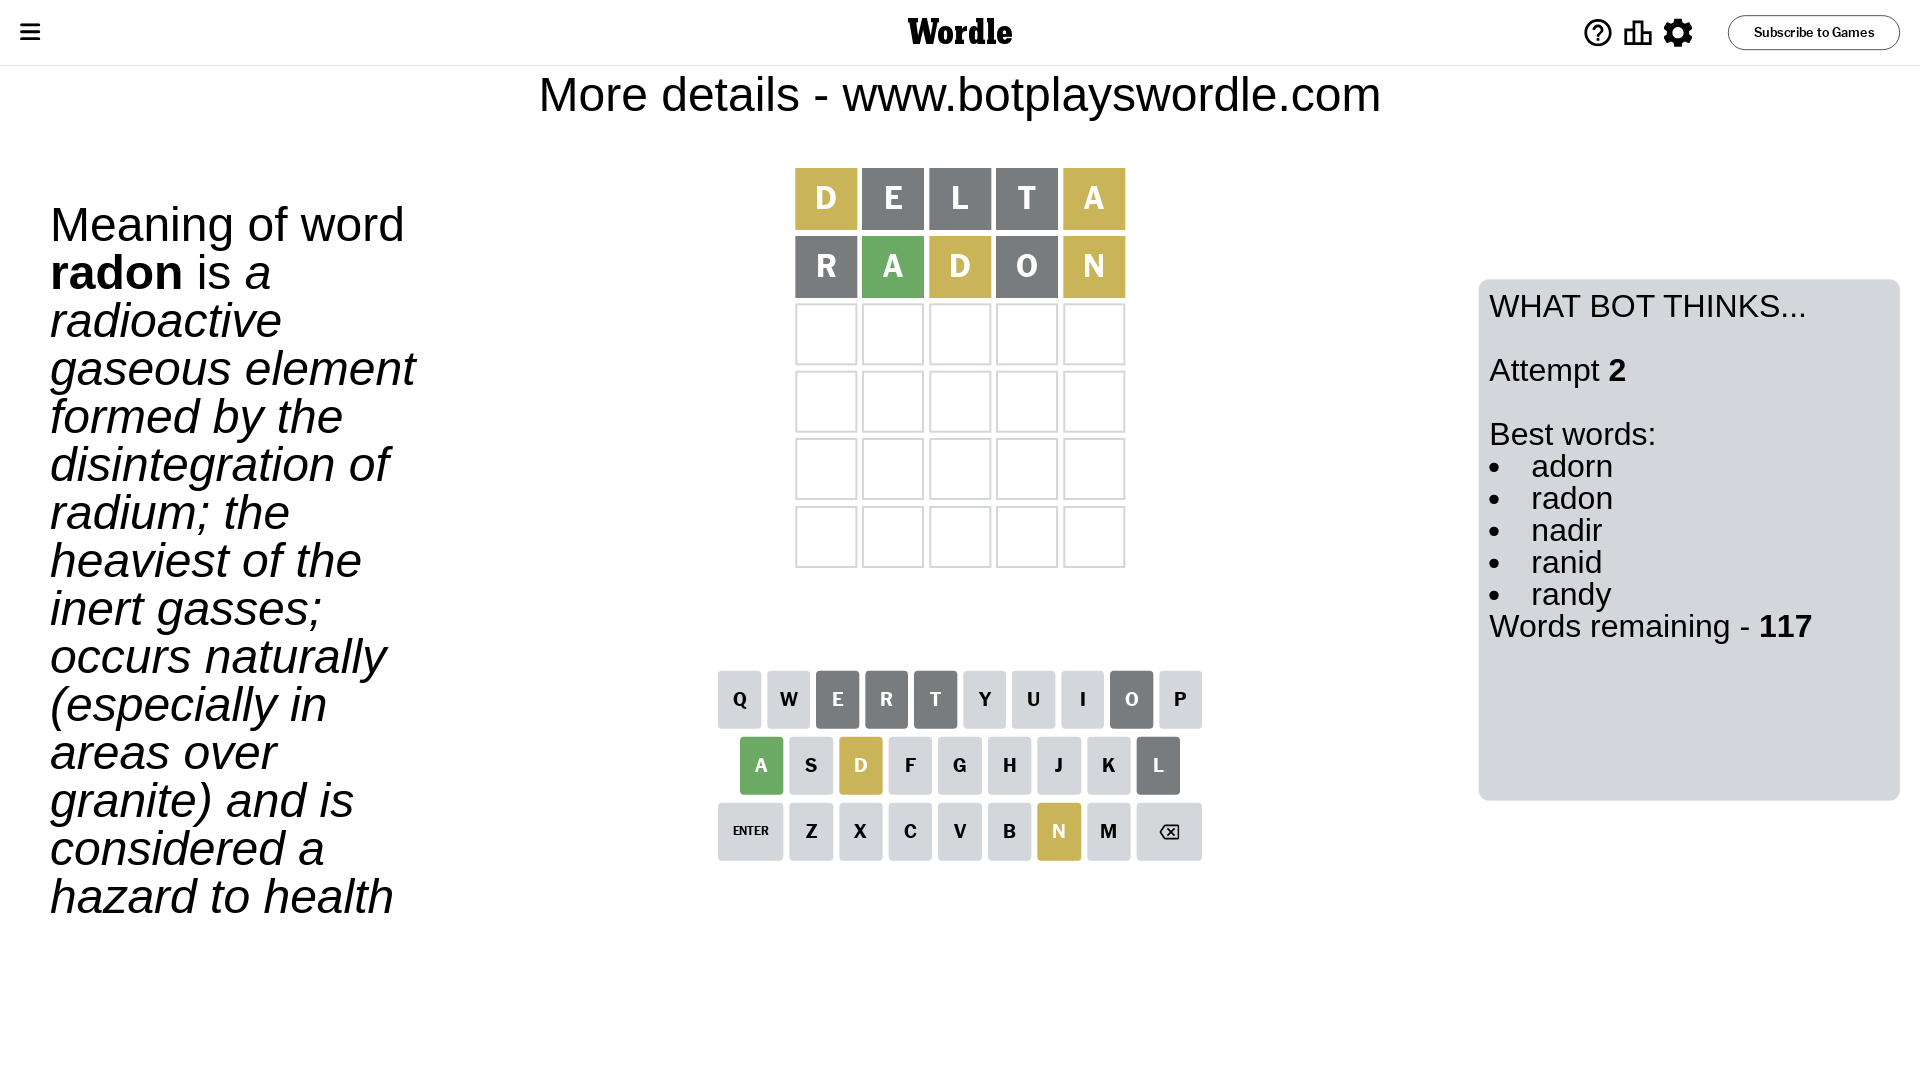 Wordle
Subscribe to Games
More details - www.botplayswordle.com
Meaning of word
radon is a
radioactive
gaseous element
formed by the
disintegration of
radium; the
heaviest of the
inert gasses;
occurs naturally
(especially in
areas over
granite) and is
considered a
hazard to health
D E L T A
R A D O N
WHAT BOT THINKS...
Attempt 2
Best words:
• adorn
• radon
• nadir
• ranid
• randy
Words remaining - 117
Q W E R T Y U I O P
A S D F G H J K L
ENTER Z X C V B N M